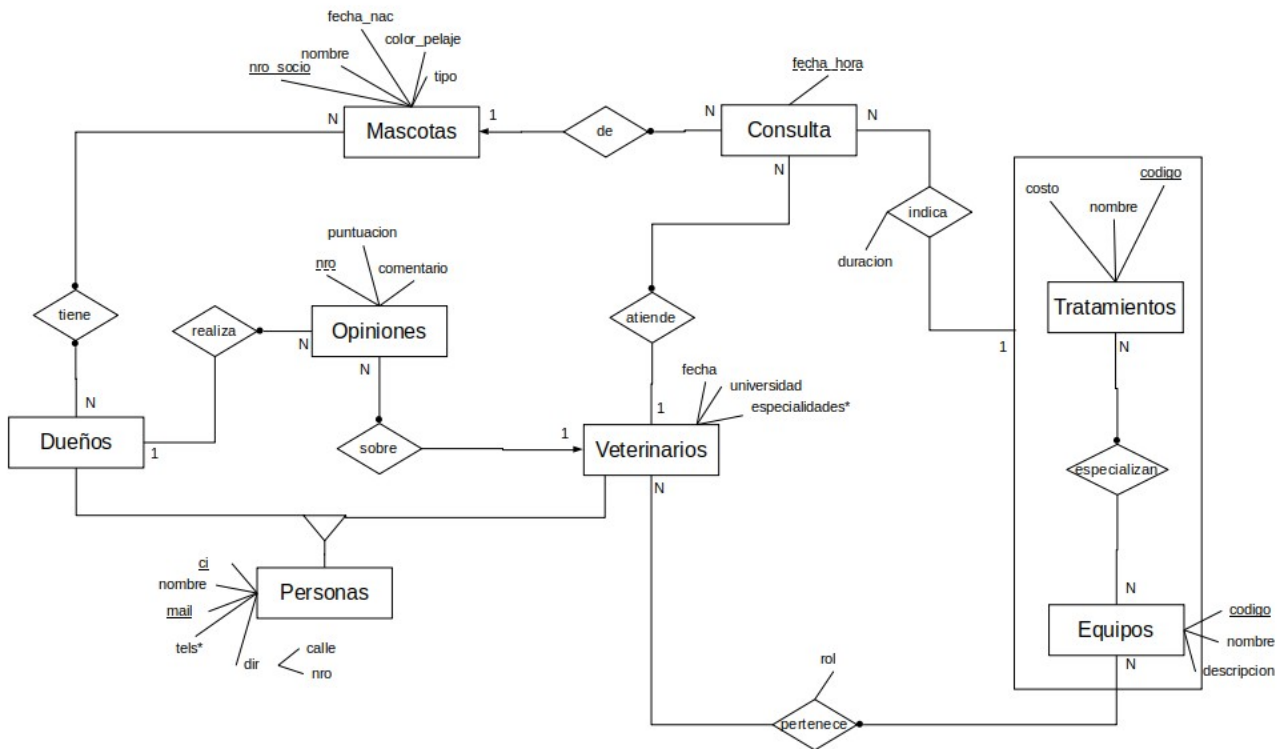 fecha_nac
color_pelaje
nombre
nro_socio
tipo
fecha_hora
N
Mascotas
1
de
N
Consulta
N
N
codigo
costo
nombre
indica
duracion
puntuacion
nro
comentario
tiene
realiza
N
Opiniones
N
atiende
Tratamientos
N
1
fecha
universidad
especialidades*
N
Dueños
1
sobre
1
1
Veterinarios
N
especializan
ci
nombre
mail
tels*
Personas
dir
calle
nro
N
Equipos
N
codigo
nombre
descripcion
rol
pertenece